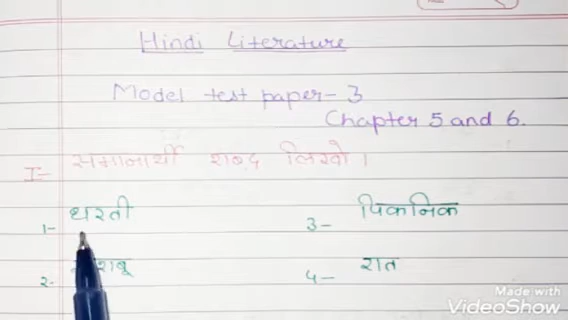 Hindi Literature
Model test paper-3
Chapter 5 and 6.
I- समानार्थी शब्द लिखो।
1- धरती 3- पिकनिक
2- 4- रात
Made with
VideoShow